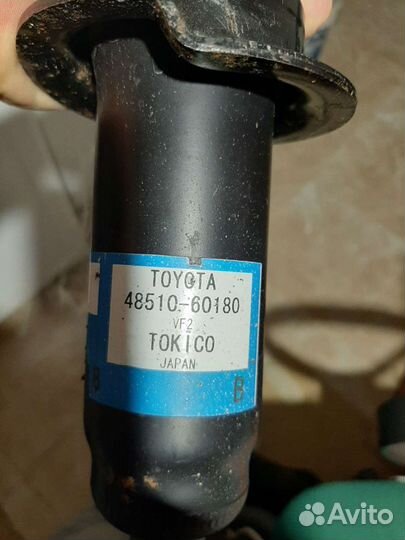 TOYOTA
48510-60180
VF2
TOKICO
JAPAN
B
B
Avito